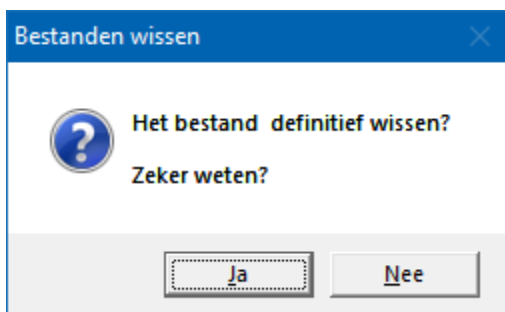 Bestanden wissen
Het bestand  definitief wissen?
Zeker weten?
Ja
Nee